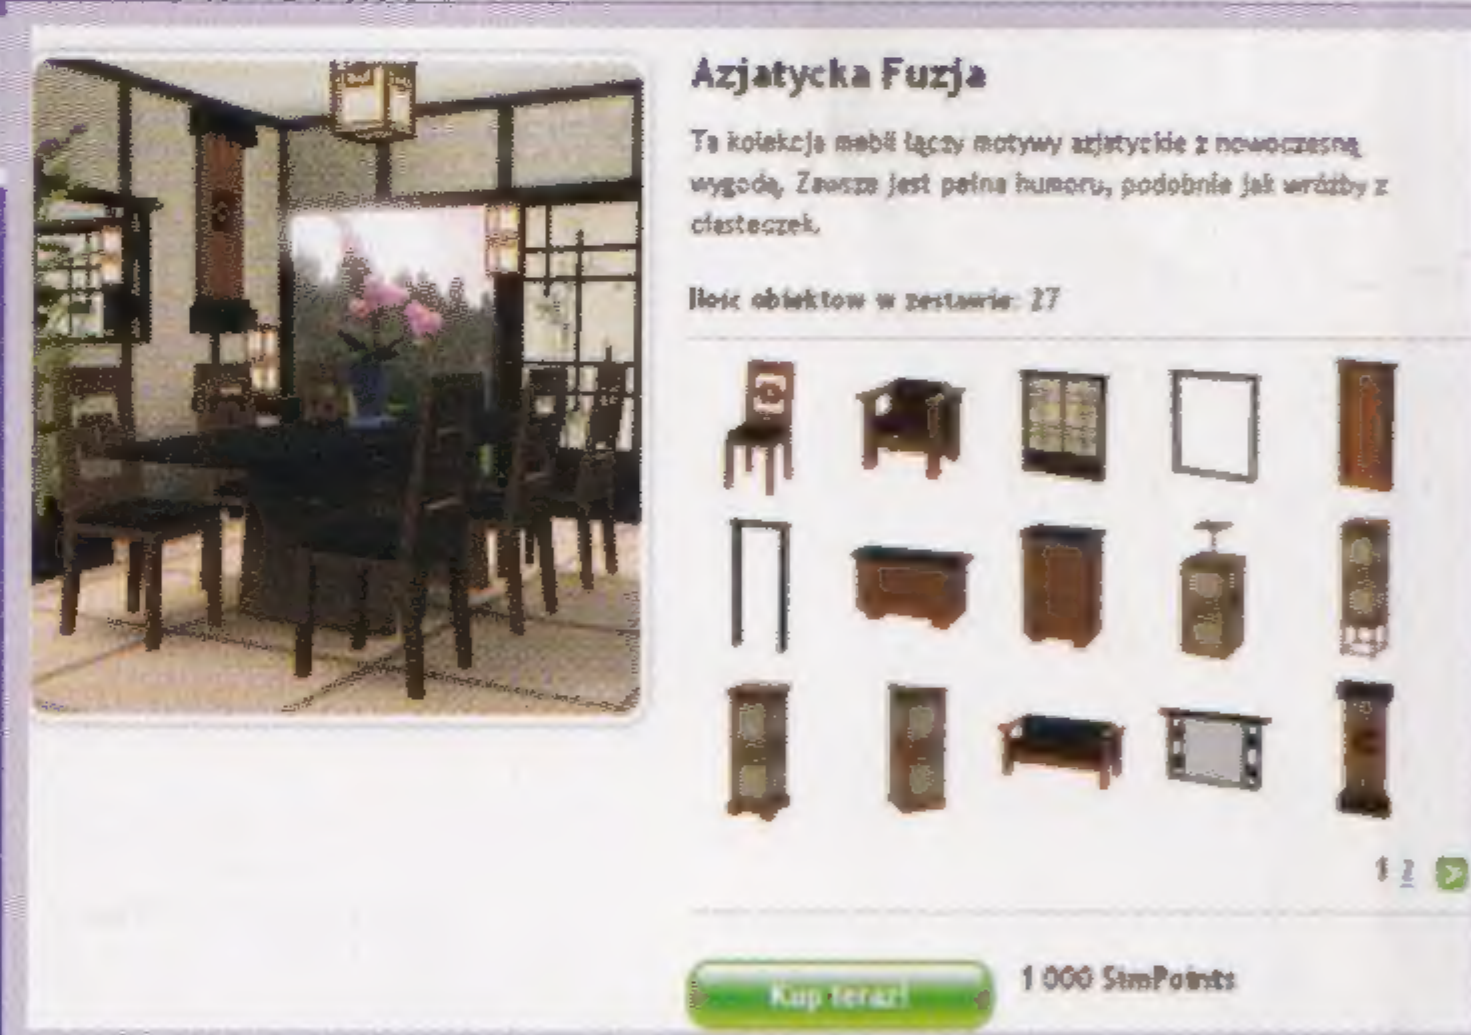 Azjatycka Fuzja
Ta kolekcja mebli łączy motywy azjatyckie z nowoczesną
wygodą. Zawsze jest pełna humoru, podobnie jak wróżby z
ciasteczek.
Ilość obiektów w zestawie: 27
1 2
Kup teraz!
1 000 SimPoints